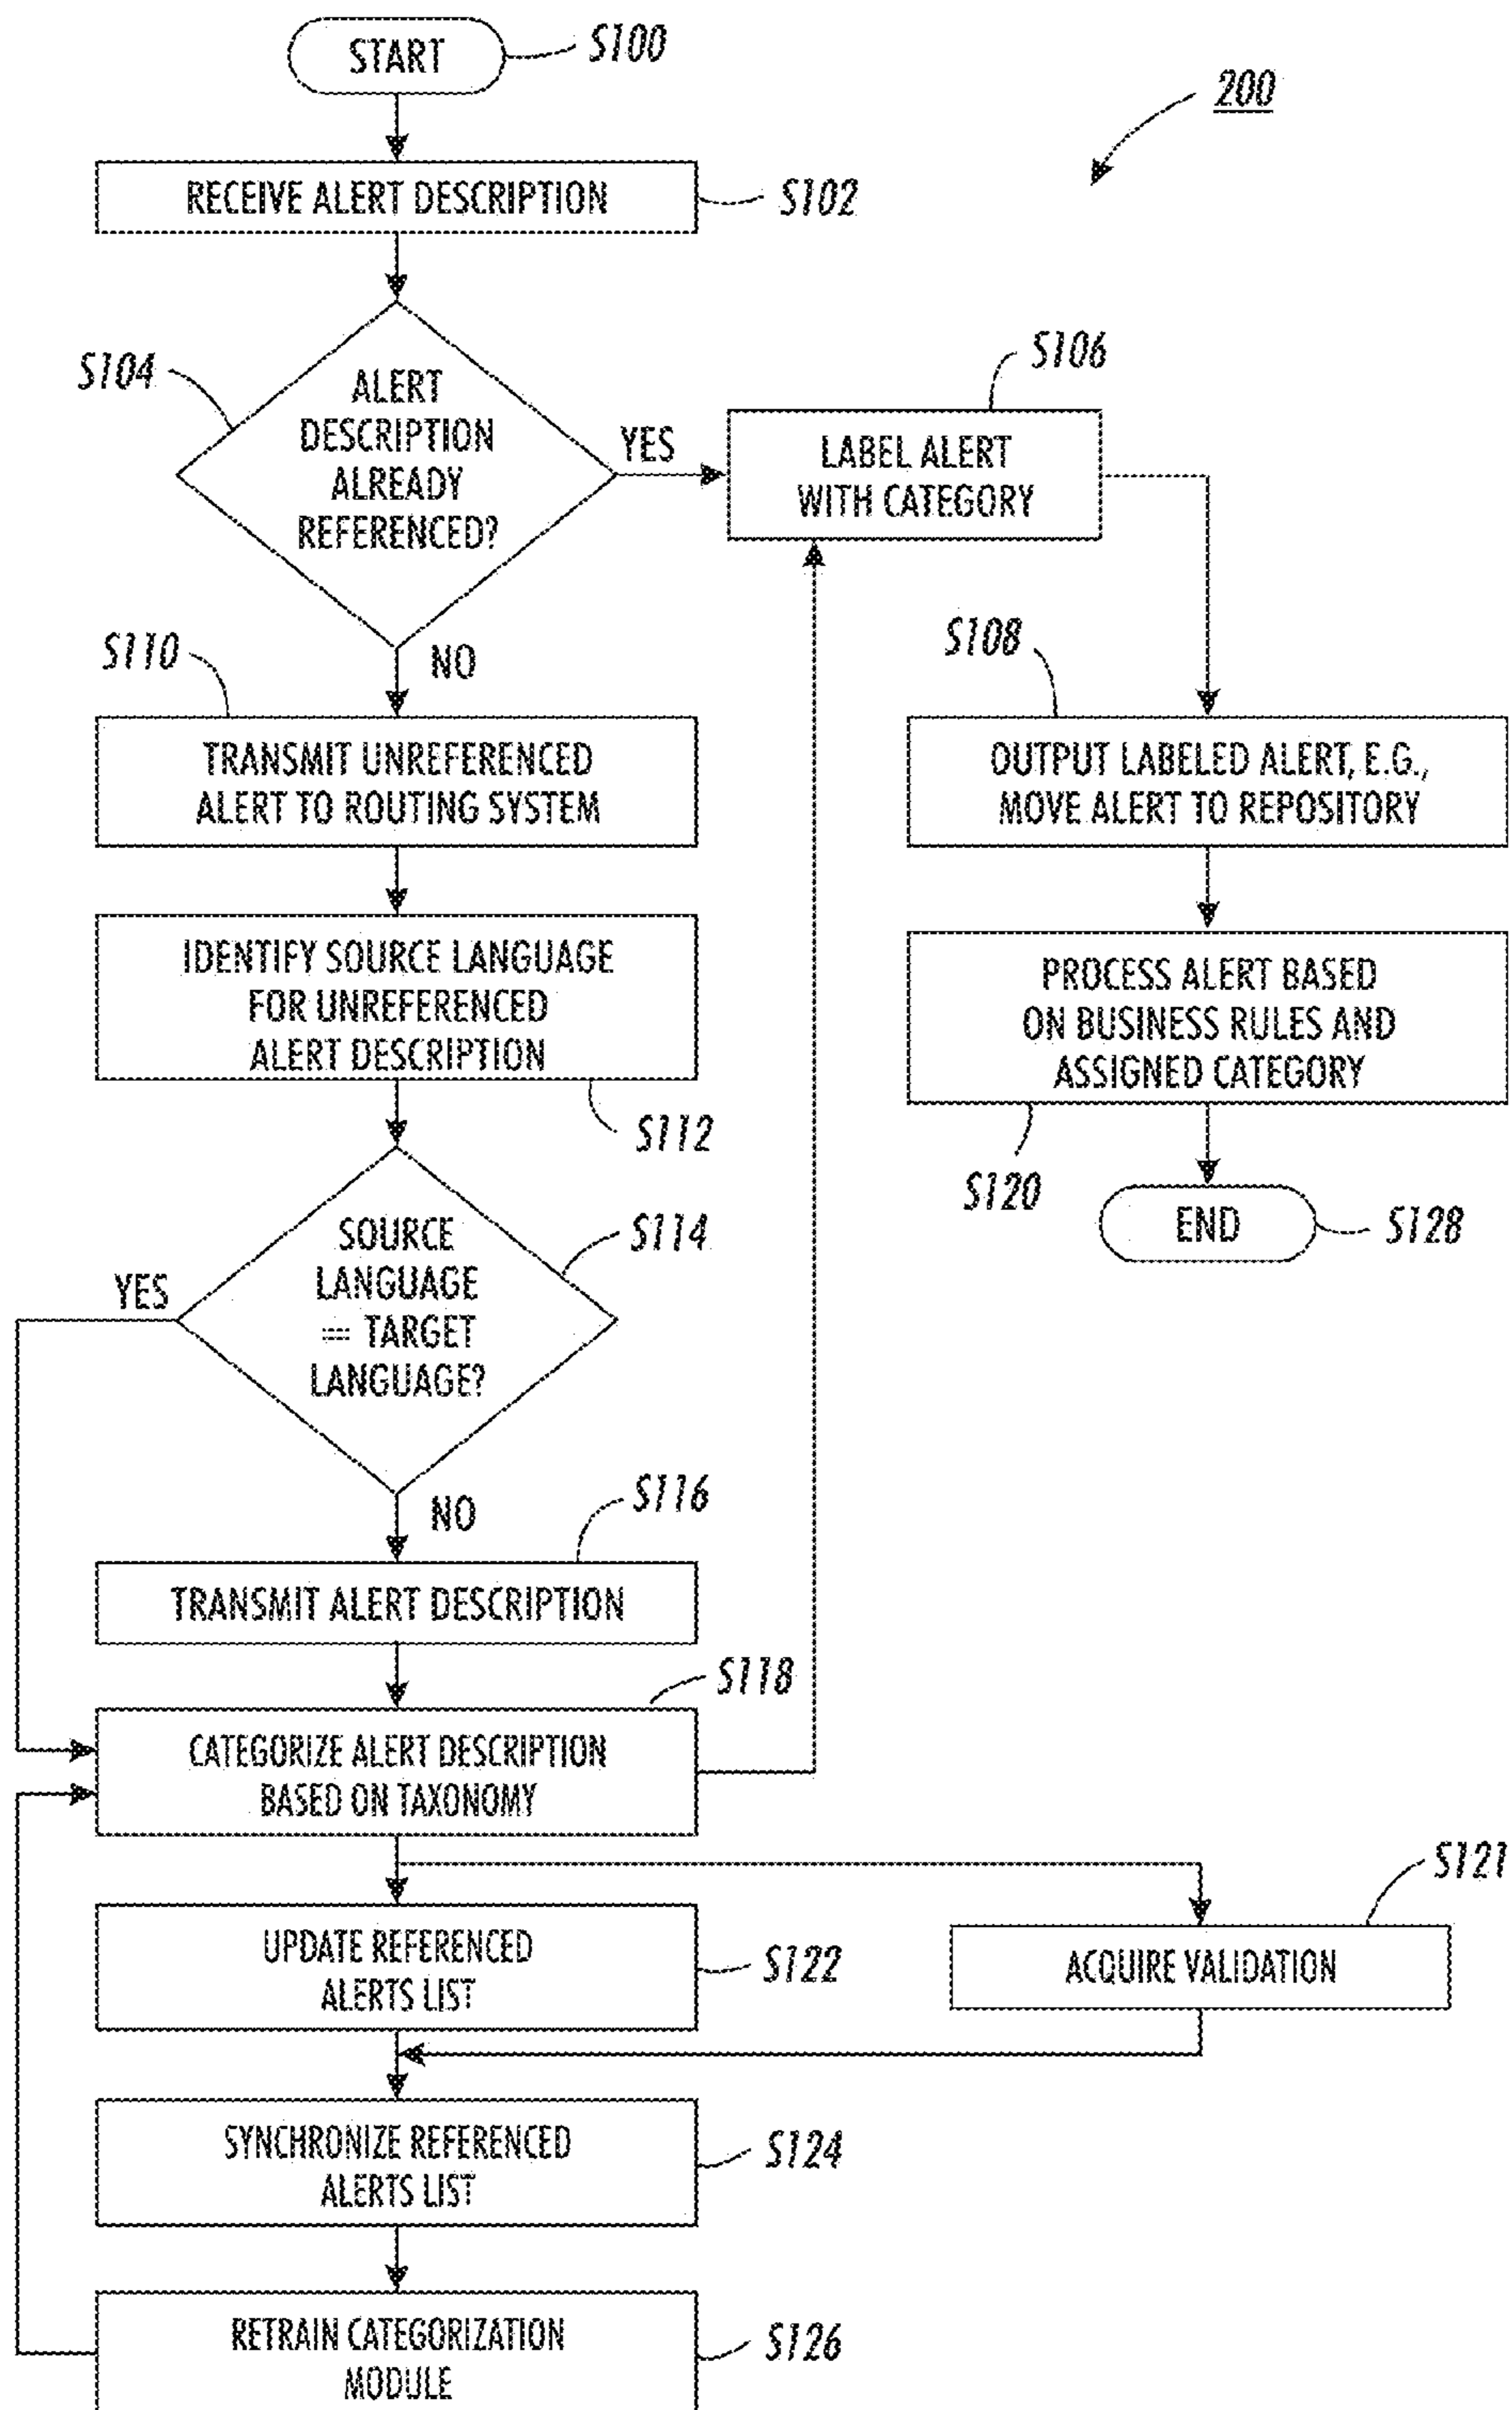 START
S100
200
RECEIVE ALERT DESCRIPTION
S102
S104
ALERT
DESCRIPTION
ALREADY
REFERENCED?
YES
S106
LABEL ALERT
WITH CATEGORY
NO
S110
TRANSMIT UNREFERENCED
ALERT TO ROUTING SYSTEM
S108
OUTPUT LABELED ALERT, E.G.,
MOVE ALERT TO REPOSITORY
IDENTIFY SOURCE LANGUAGE
FOR UNREFERENCED
ALERT DESCRIPTION
S112
PROCESS ALERT BASED
ON BUSINESS RULES AND
ASSIGNED CATEGORY
S120
END
S128
SOURCE
LANGUAGE
= TARGET
LANGUAGE?
S114
YES
NO
S116
TRANSMIT ALERT DESCRIPTION
S118
CATEGORIZE ALERT DESCRIPTION
BASED ON TAXONOMY
S121
UPDATE REFERENCED
ALERTS LIST
S122
ACQUIRE VALIDATION
SYNCHRONIZE REFERENCED
ALERTS LIST
S124
RETRAIN CATEGORIZATION
MODULE
S126